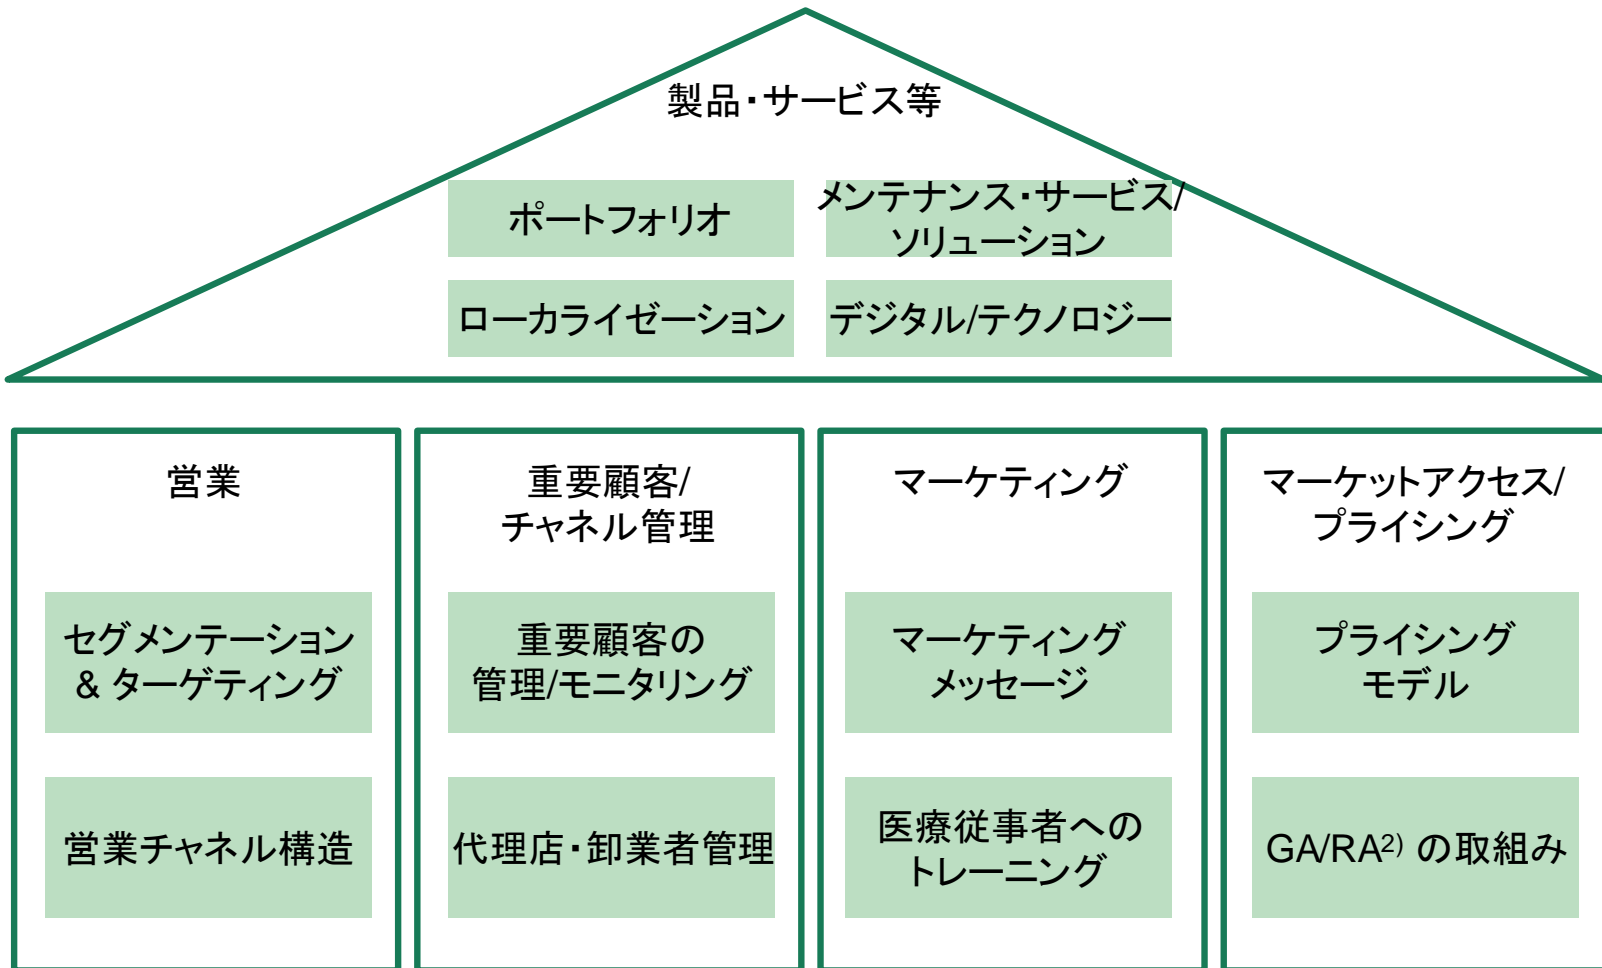 製品・サービス等
ポートフォリオ
メンテナンス・サービス/
ソリューション
ローカライゼーション
デジタル/テクノロジー
営業
セグメンテーション
& ターゲティング
営業チャネル構造
重要顧客/
チャネル管理
重要顧客の
管理/モニタリング
代理店・卸業者管理
マーケティング
マーケティング
メッセージ
医療従事者への
トレーニング
マーケットアクセス/
プライシング
プライシング
モデル
GA/RA2) の取組み